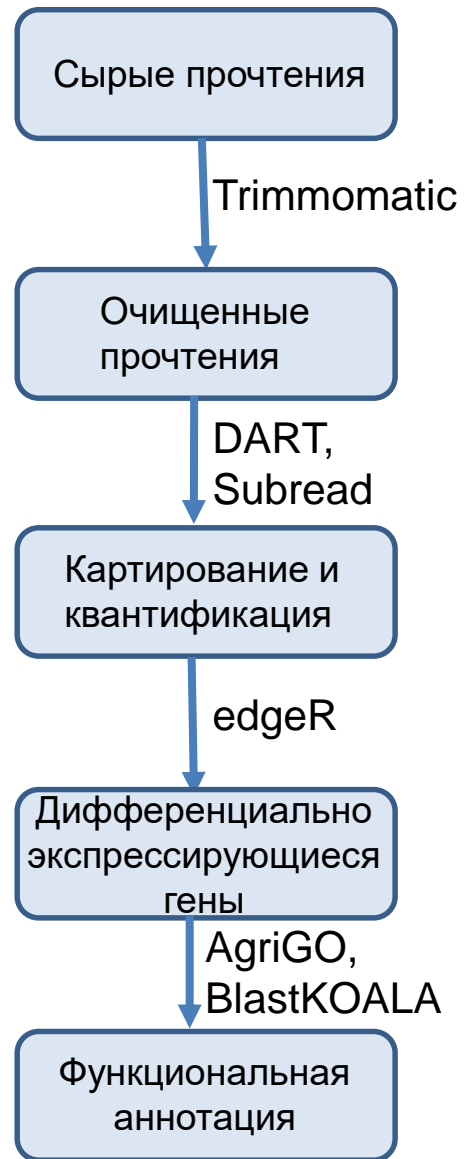 Сырые прочтения
Trimmomatic
Очищенные
прочтения
DART,
Subread
Картирование и
квантификация
edgeR
Дифференциально
экспрессирующиеся
гены
AgriGO,
BlastKOALA
Функциональная
аннотация